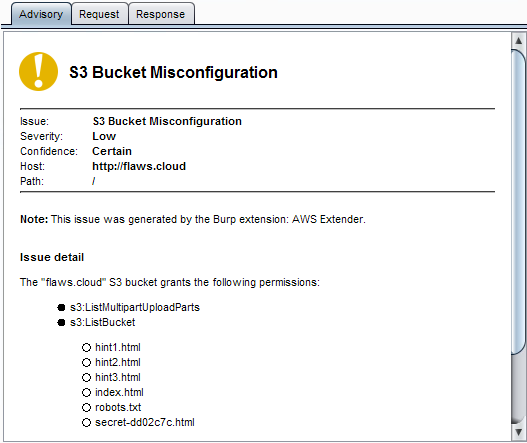 Advisory Request Response
S3 Bucket Misconfiguration
Issue: S3 Bucket Misconfiguration
Severity: Low
Confidence: Certain
Host: http://flaws.cloud
Path: /
Note: This issue was generated by the Burp extension: AWS Extender.
Issue detail
The "flaws.cloud" S3 bucket grants the following permissions:
s3:ListMultipartUploadParts
s3:ListBucket
hint1.html
hint2.html
hint3.html
index.html
robots.txt
secret-dd02c7c.html